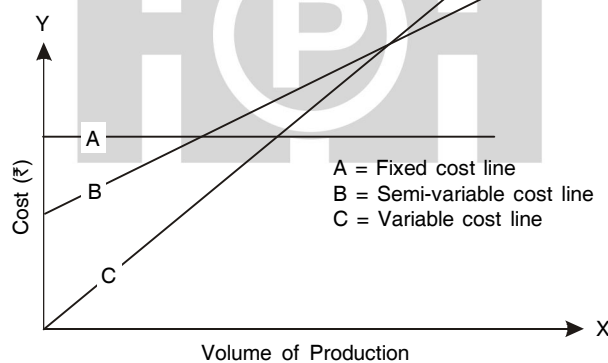 Y
P
A
B
C
Cost (₹)
A = Fixed cost line
B = Semi-variable cost line
C = Variable cost line
X
Volume of Production